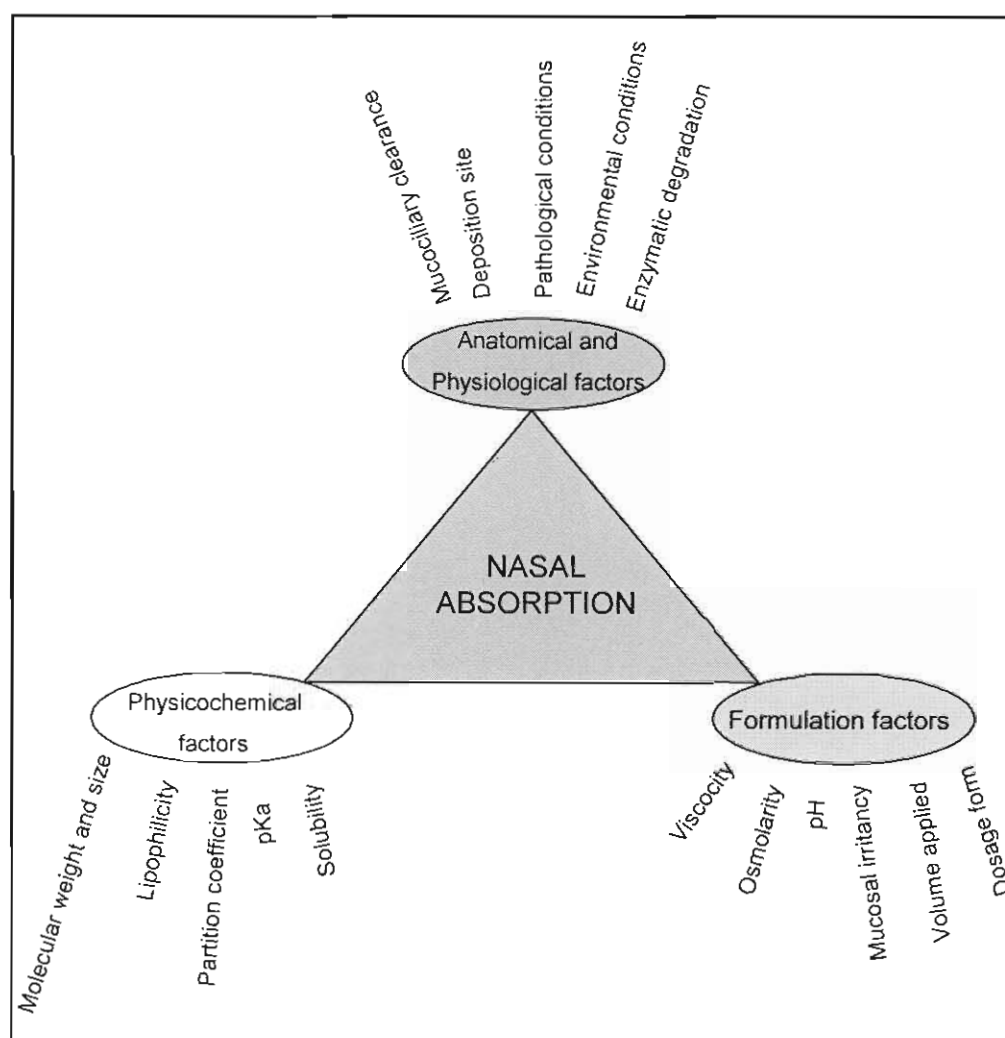 Mucociliary clearance
Deposition site
Pathological conditions
Environmental conditions
Enzymatic degradation
Anatomical and
Physiological factors
NASAL
ABSORPTION
Physicochemical
factors
Formulation factors
Molecular weight and size
Lipophilicity
Partition coefficient
pKa
Solubility
Viscocity
Osmolarity
pH
Mucosal irritancy
Volume applied
Dosage form